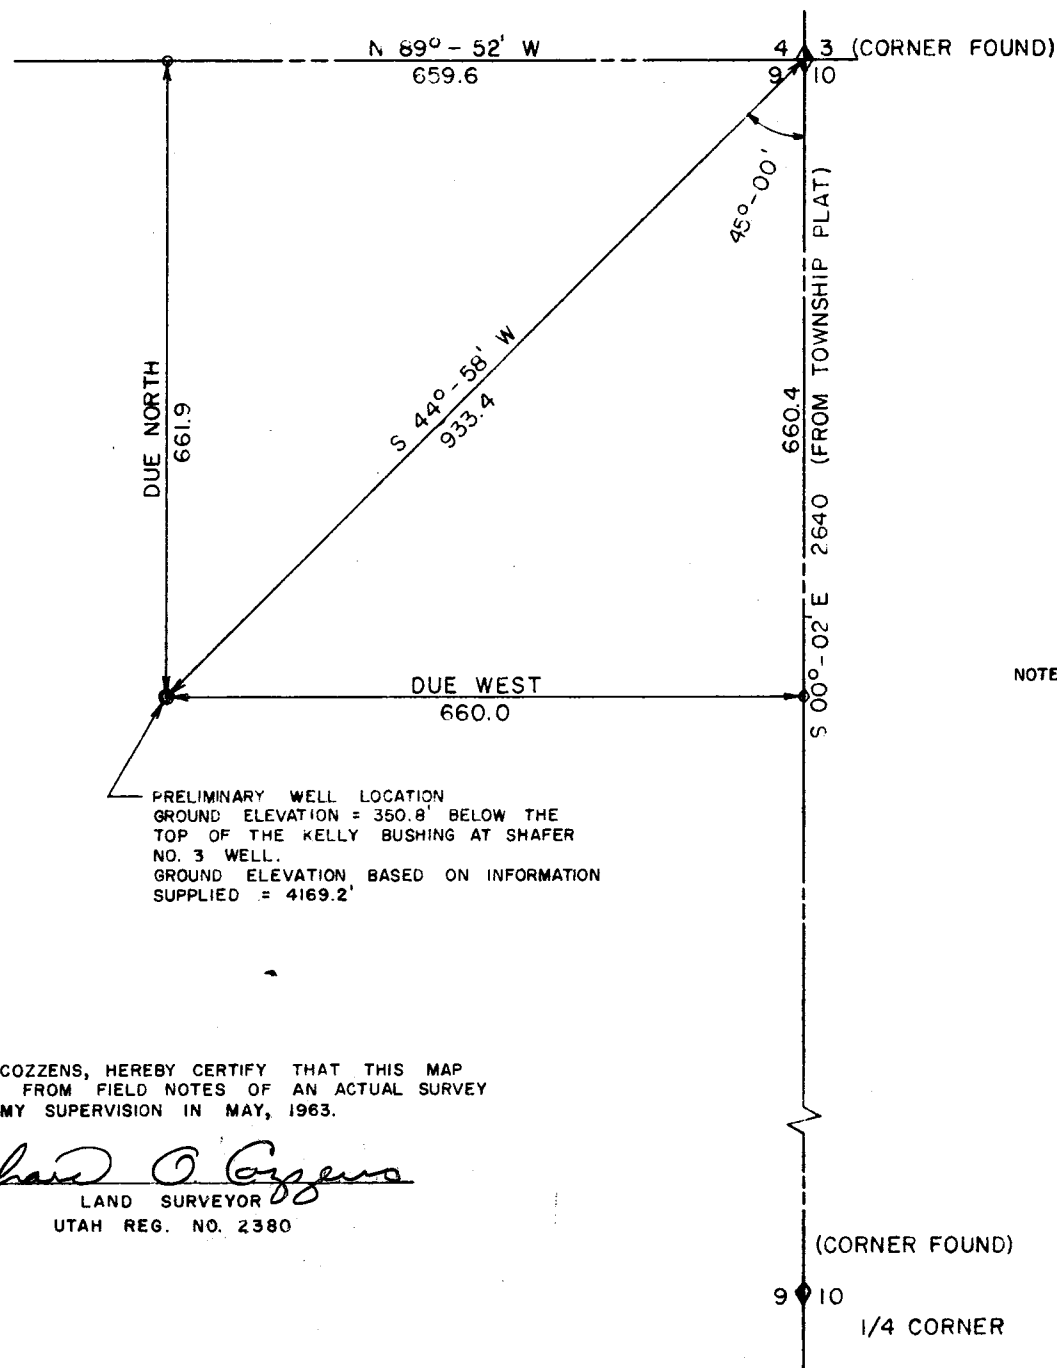 N 89° - 52' W
659.6
4 3 (CORNER FOUND)
9 10
45°-00'
S 44° - 58' W
933.4
DUE NORTH
661.9
660.4
S 00° - 02' E 2640 (FROM TOWNSHIP PLAT)
DUE WEST
660.0
NOTE
PRELIMINARY WELL LOCATION
GROUND ELEVATION = 350.8' BELOW THE
TOP OF THE KELLY BUSHING AT SHAFER
NO. 3 WELL.
GROUND ELEVATION BASED ON INFORMATION
SUPPLIED = 4169.2'
COZZENS, HEREBY CERTIFY THAT THIS MAP
FROM FIELD NOTES OF AN ACTUAL SURVEY
MY SUPERVISION IN MAY, 1963.
hard O. Cozzens
LAND SURVEYOR
UTAH REG. NO. 2380
(CORNER FOUND)
9 10
1/4 CORNER